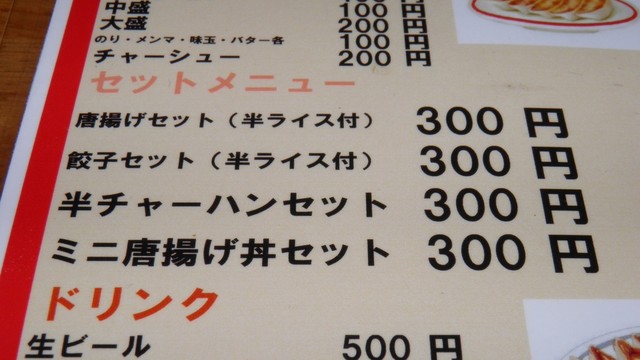 中盛 100 円
大盛 200 円
のり・メンマ・味玉・バター各 100 円
チャーシュー 200 円
セットメニュー
唐揚げセット（半ライス付） 300 円
餃子セット（半ライス付） 300 円
半チャーハンセット 300 円
ミニ唐揚げ丼セット 300 円
ドリンク
生ビール 500 円